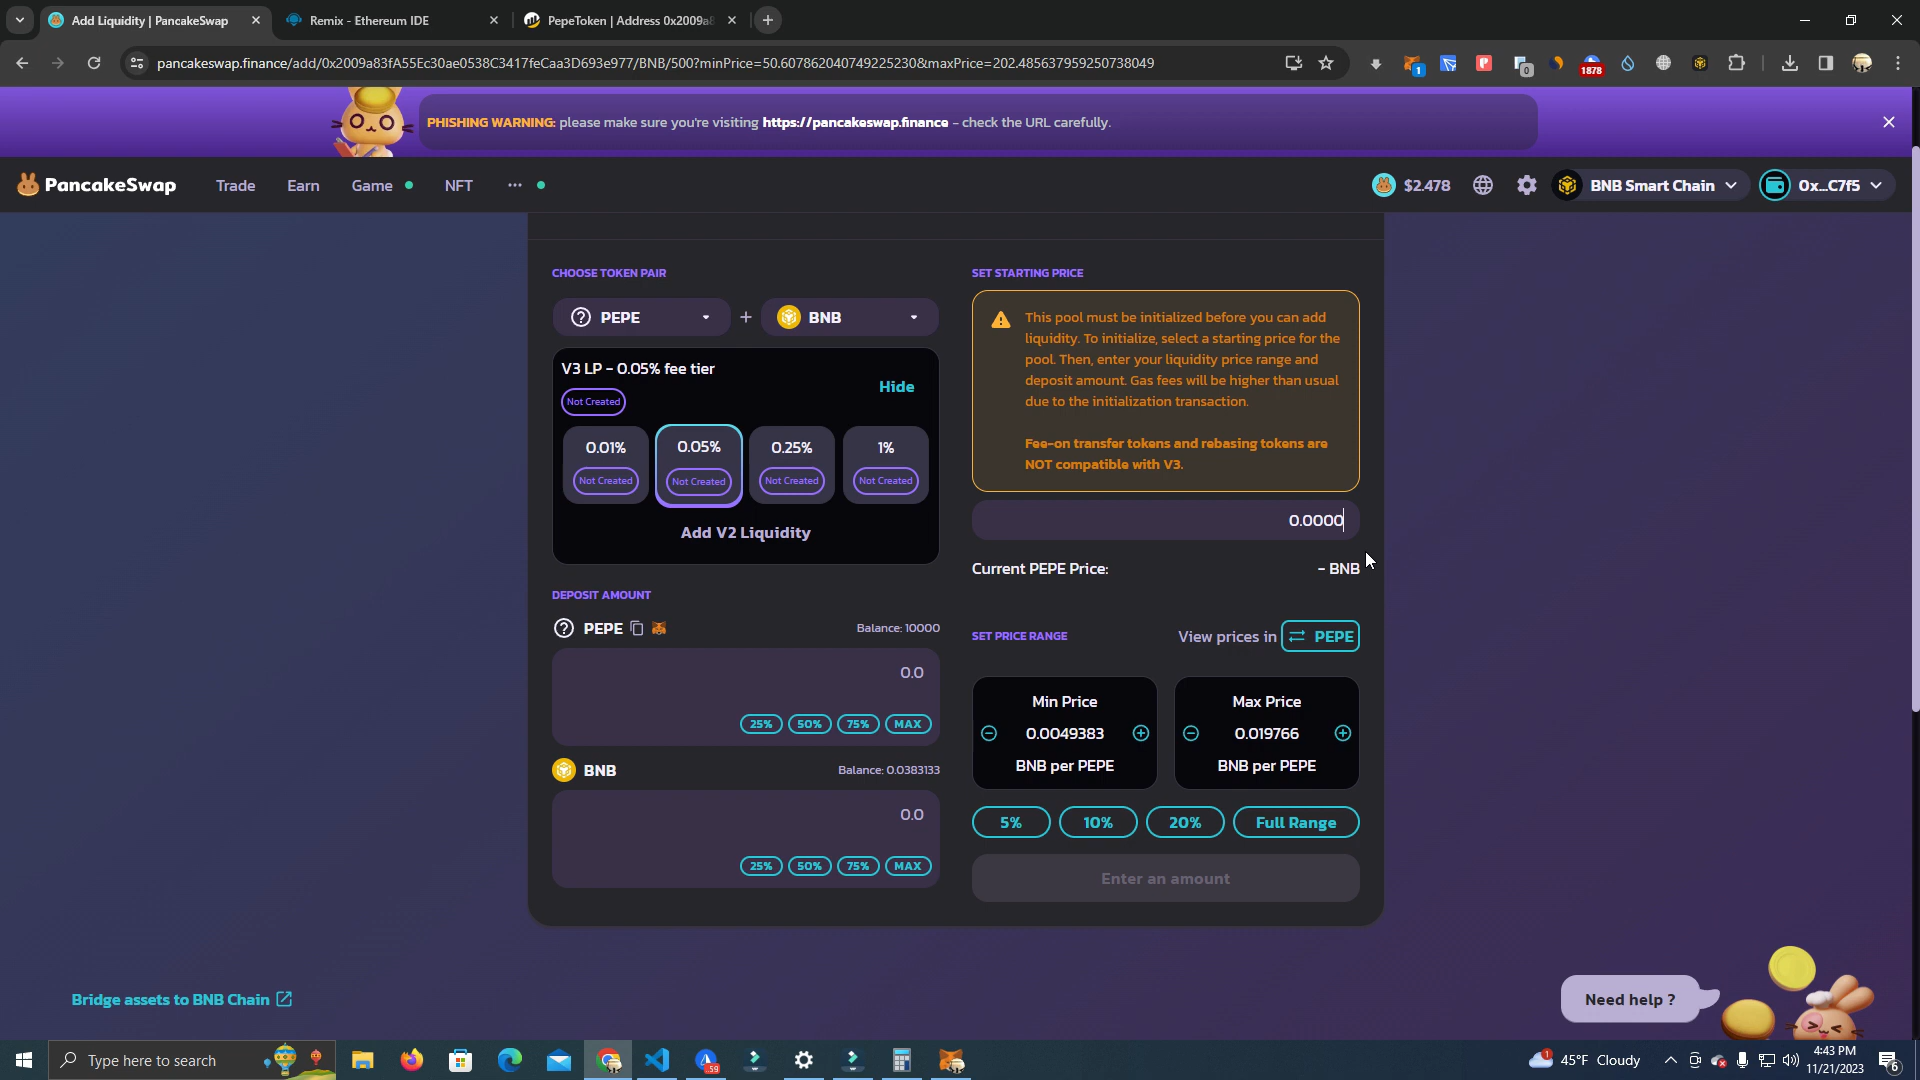 Add Liquidity | PancakeSwap
Remix - Ethereum IDE
PepeToken | Address 0x2009a8
pancakeswap.finance/add/0x2009a83fA55Ec30ae0538C3417feCaa3D693e977/BNB/500?minPrice=50.6078620407492252308&maxPrice=202.485637959250738049
1
0
1878
PHISHING WARNING: please make sure you're visiting https://pancakeswap.finance - check the URL carefully.
PancakeSwap
Trade
Earn
Game
NFT
$2.478
BNB Smart Chain
0x...C7f5
CHOOSE TOKEN PAIR
PEPE
+
BNB
V3 LP - 0.05% fee tier
Not Created
Hide
0.01%
Not Created
0.05%
Not Created
0.25%
Not Created
1%
Not Created
Add V2 Liquidity
DEPOSIT AMOUNT
PEPE
Balance: 10000
0.0
25%
50%
75%
MAX
BNB
Balance: 0.0383133
0.0
25%
50%
75%
MAX
SET STARTING PRICE
This pool must be initialized before you can add
liquidity. To initialize, select a starting price for the
pool. Then, enter your liquidity price range and
deposit amount. Gas fees will be higher than usual
due to the initialization transaction.
Fee-on transfer tokens and rebasing tokens are
NOT compatible with V3.
0.0000
Current PEPE Price:
- BNB
SET PRICE RANGE
View prices in
PEPE
Min Price
0.0049383
BNB per PEPE
Max Price
0.019766
BNB per PEPE
5%
10%
20%
Full Range
Enter an amount
Bridge assets to BNB Chain
Need help ?
Type here to search
59
1
45°F Cloudy
4:43 PM
11/21/2023
6